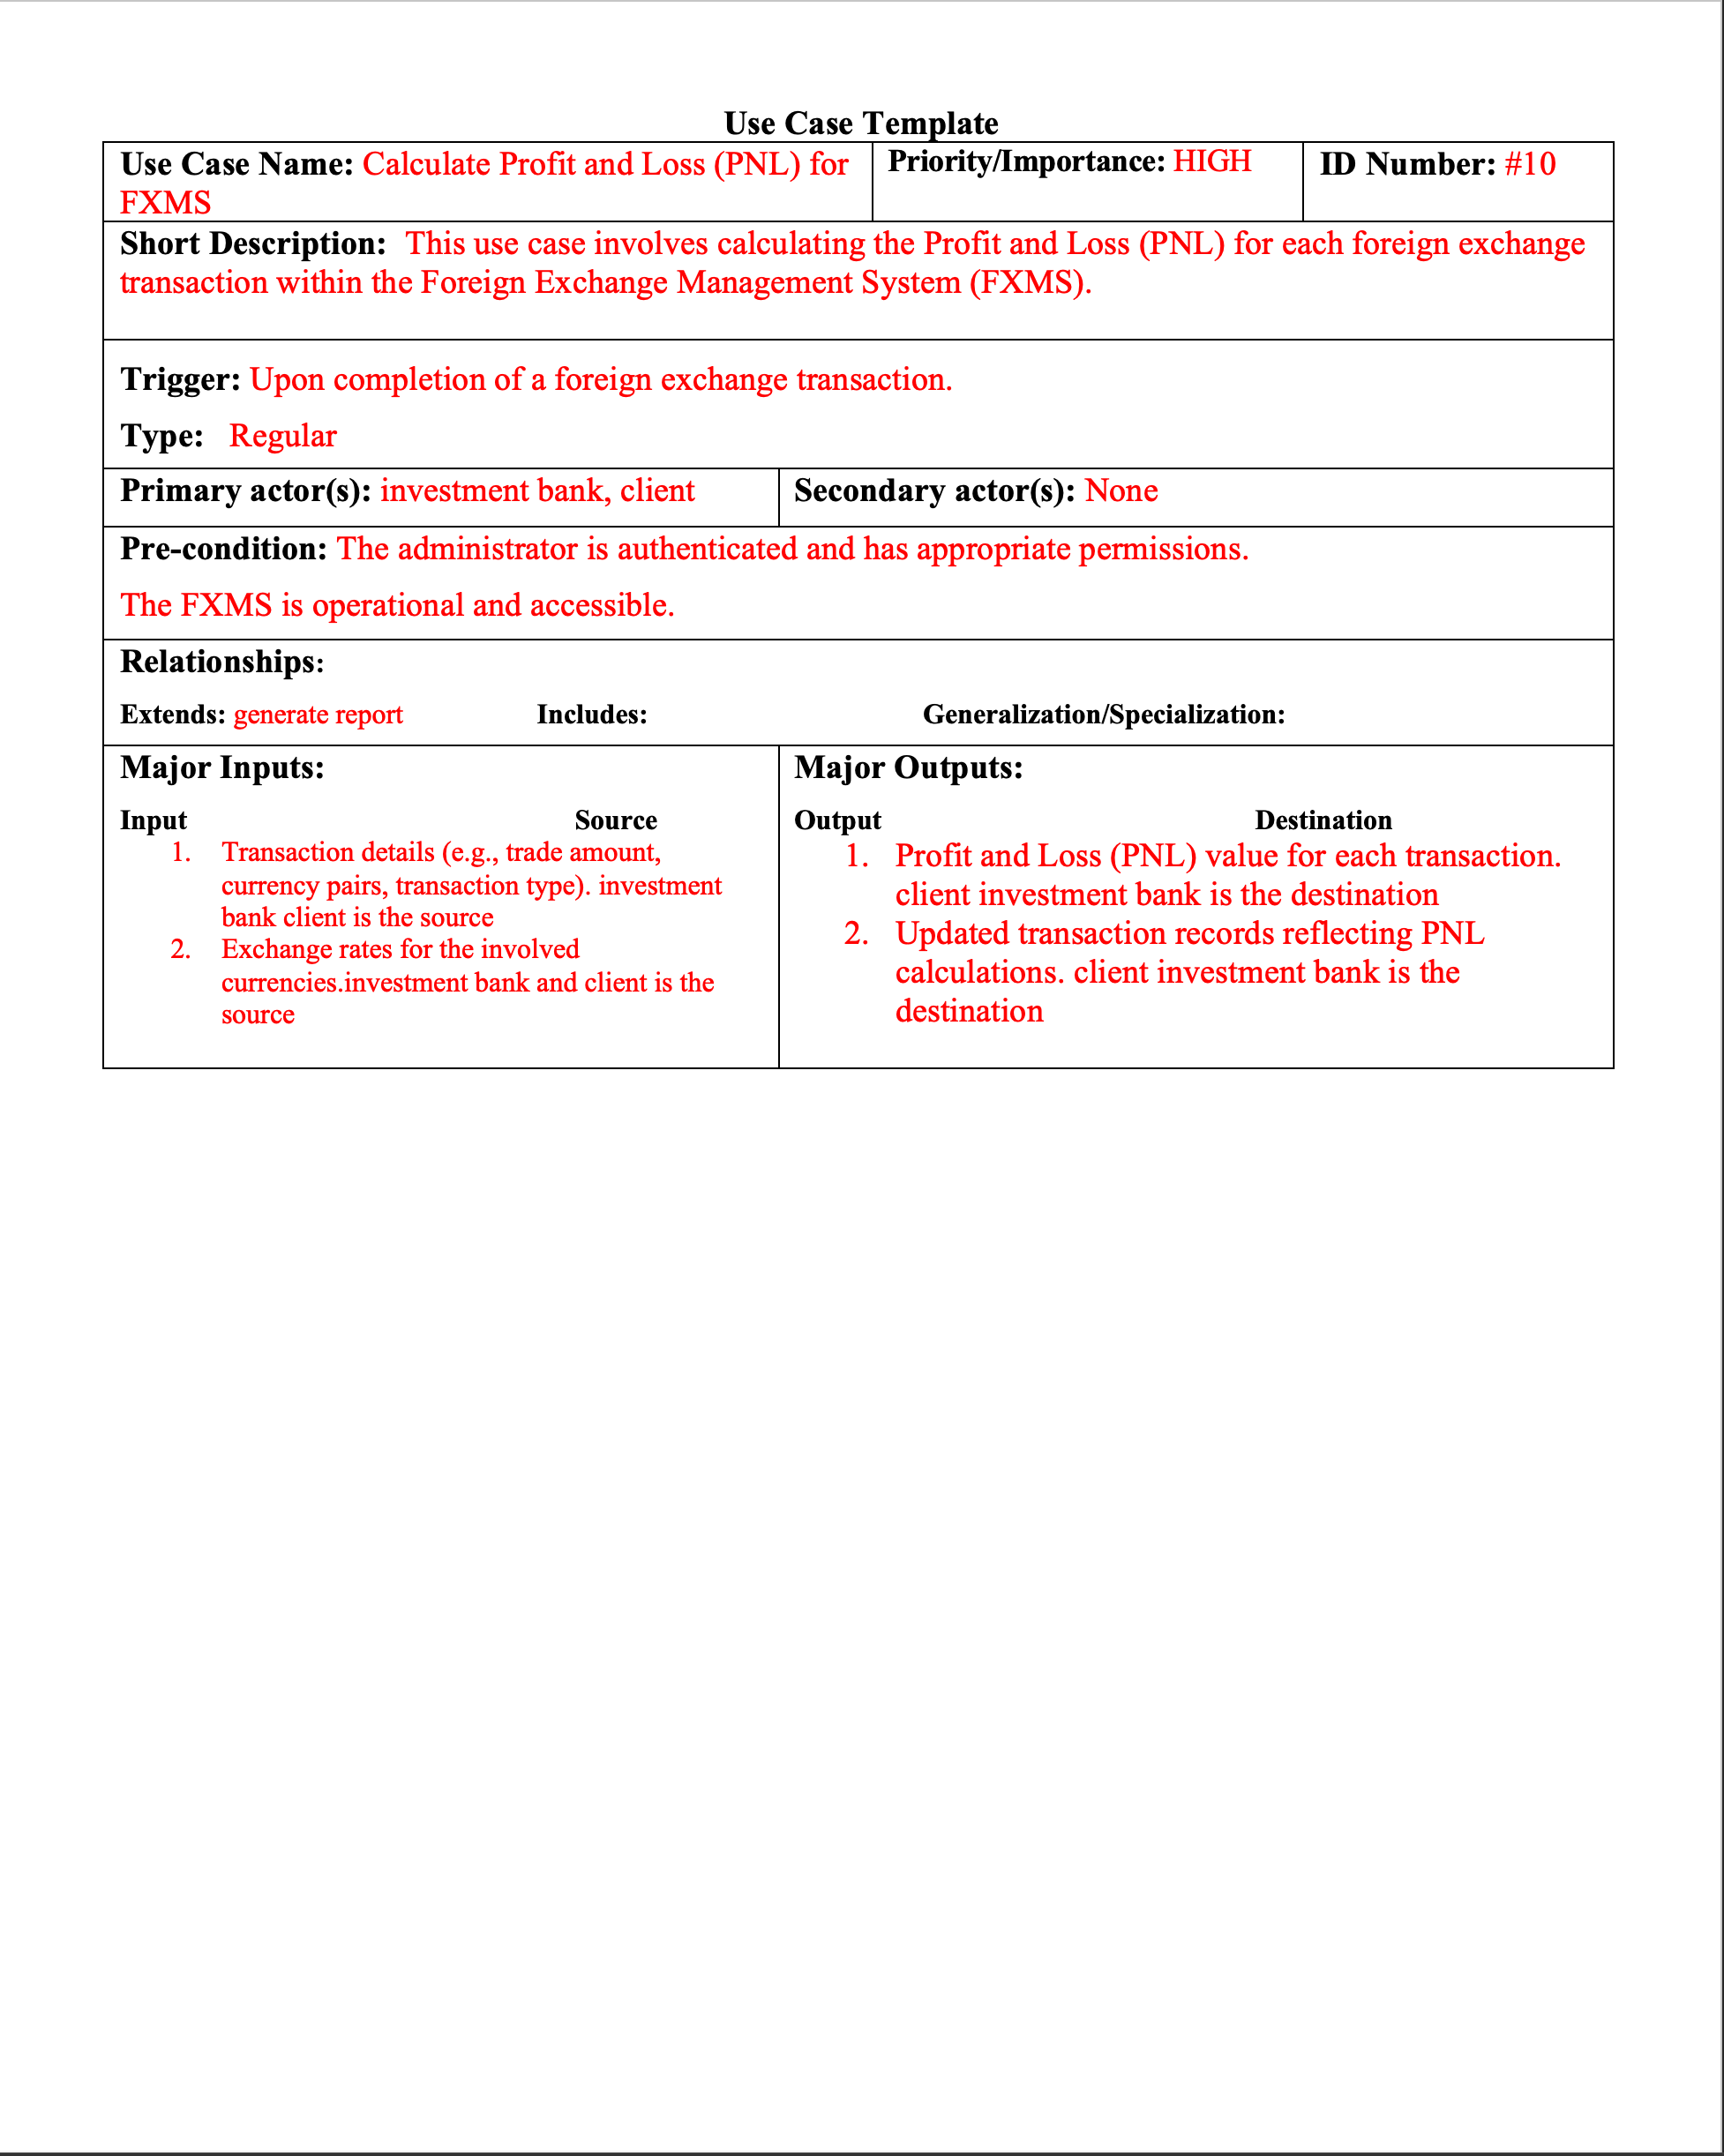 Use Case Template
Use Case Name: Calculate Profit and Loss (PNL) for
FXMS
Priority/Importance: HIGH
ID Number: #10
Short Description: This use case involves calculating the Profit and Loss (PNL) for each foreign exchange
transaction within the Foreign Exchange Management System (FXMS).
Trigger: Upon completion of a foreign exchange transaction.
Type: Regular
Primary actor(s): investment bank, client
Secondary actor(s): None
Pre-condition: The administrator is authenticated and has appropriate permissions.
The FXMS is operational and accessible.
Relationships:
Extends: generate report Includes: Generalization/Specialization:
Major Inputs:
Input Source
1. Transaction details (e.g., trade amount,
currency pairs, transaction type). investment
bank client is the source
2. Exchange rates for the involved
currencies.investment bank and client is the
source
Major Outputs:
Output Destination
1. Profit and Loss (PNL) value for each transaction.
client investment bank is the destination
2. Updated transaction records reflecting PNL
calculations. client investment bank is the
destination